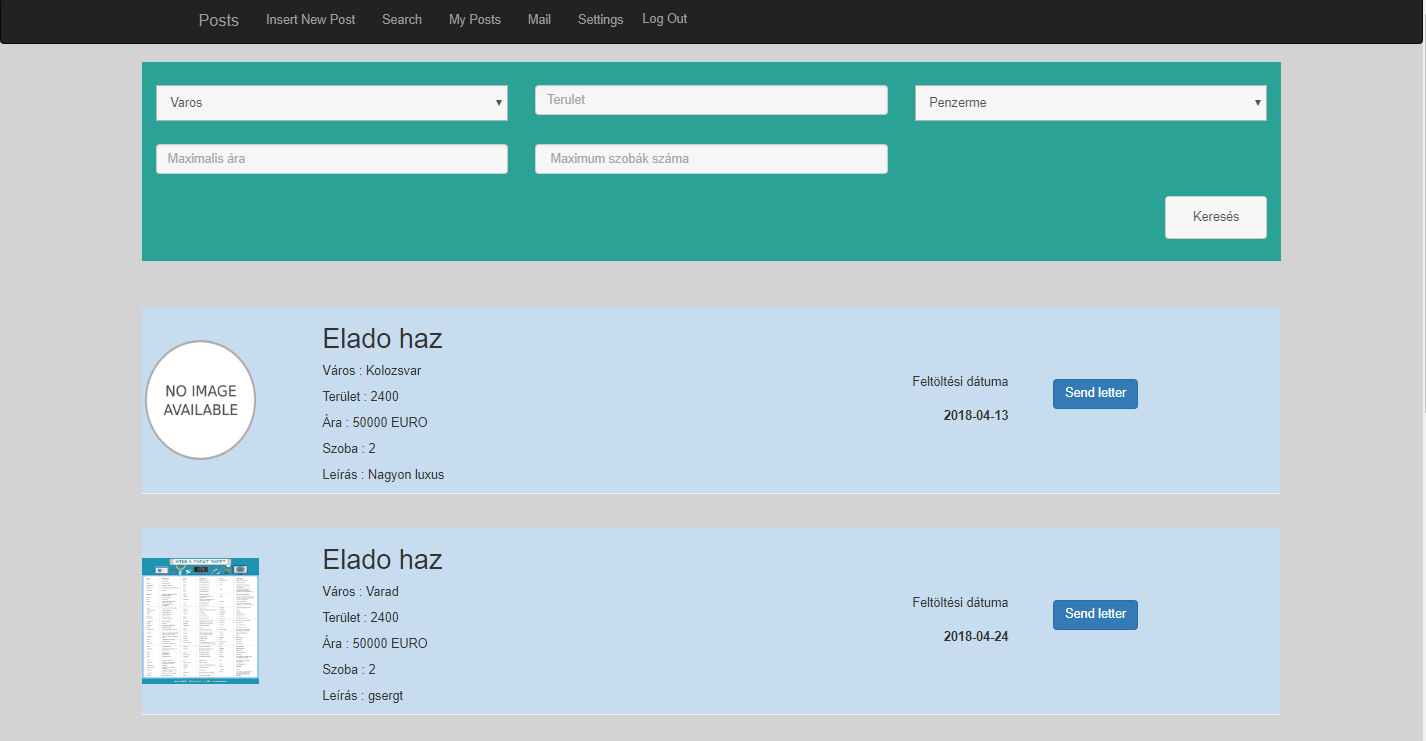 Posts Insert New Post Search My Posts Mail Settings Log Out
Varos Terulet Penzerme
Maximalis ára Maximum szobák száma
Keresés
Elado haz
NO IMAGE
AVAILABLE
Város : Kolozsvar
Terület : 2400
Ára : 50000 EURO
Szoba : 2
Leírás : Nagyon luxus
Feltöltési dátuma
2018-04-13
Send letter
Elado haz
HTML5 CHEAT SHEET
Város : Varad
Terület : 2400
Ára : 50000 EURO
Szoba : 2
Leírás : gsergt
Feltöltési dátuma
2018-04-24
Send letter